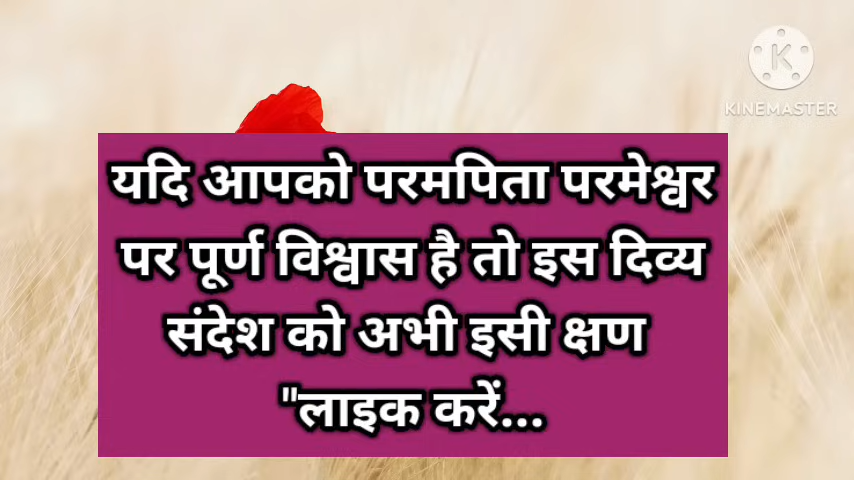 KINEMASTER
यदि आपको परमपिता परमेश्वर
पर पूर्ण विश्वास है तो इस दिव्य
संदेश को अभी इसी क्षण
"लाइक करें...